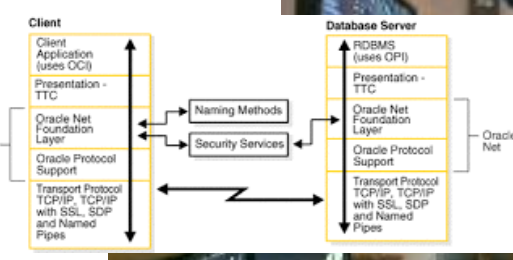 Client
Client
Application
(uses OCI)
Presentation -
TTC
Oracle Net
Foundation
Layer
Oracle Protocol
Support
Transport Protocol
TCP/IP, TCP/IP
with SSL, SDP
and Named
Pipes
Naming Methods
Security Services
Database Server
RDBMS
(uses OPI)
Presentation -
TTC
Oracle Net
Foundation
Layer
Oracle Protocol
Support
Transport Protocol
TCP/IP, TCP/IP
with SSL, SDP
and Named
Pipes
Oracle
Net